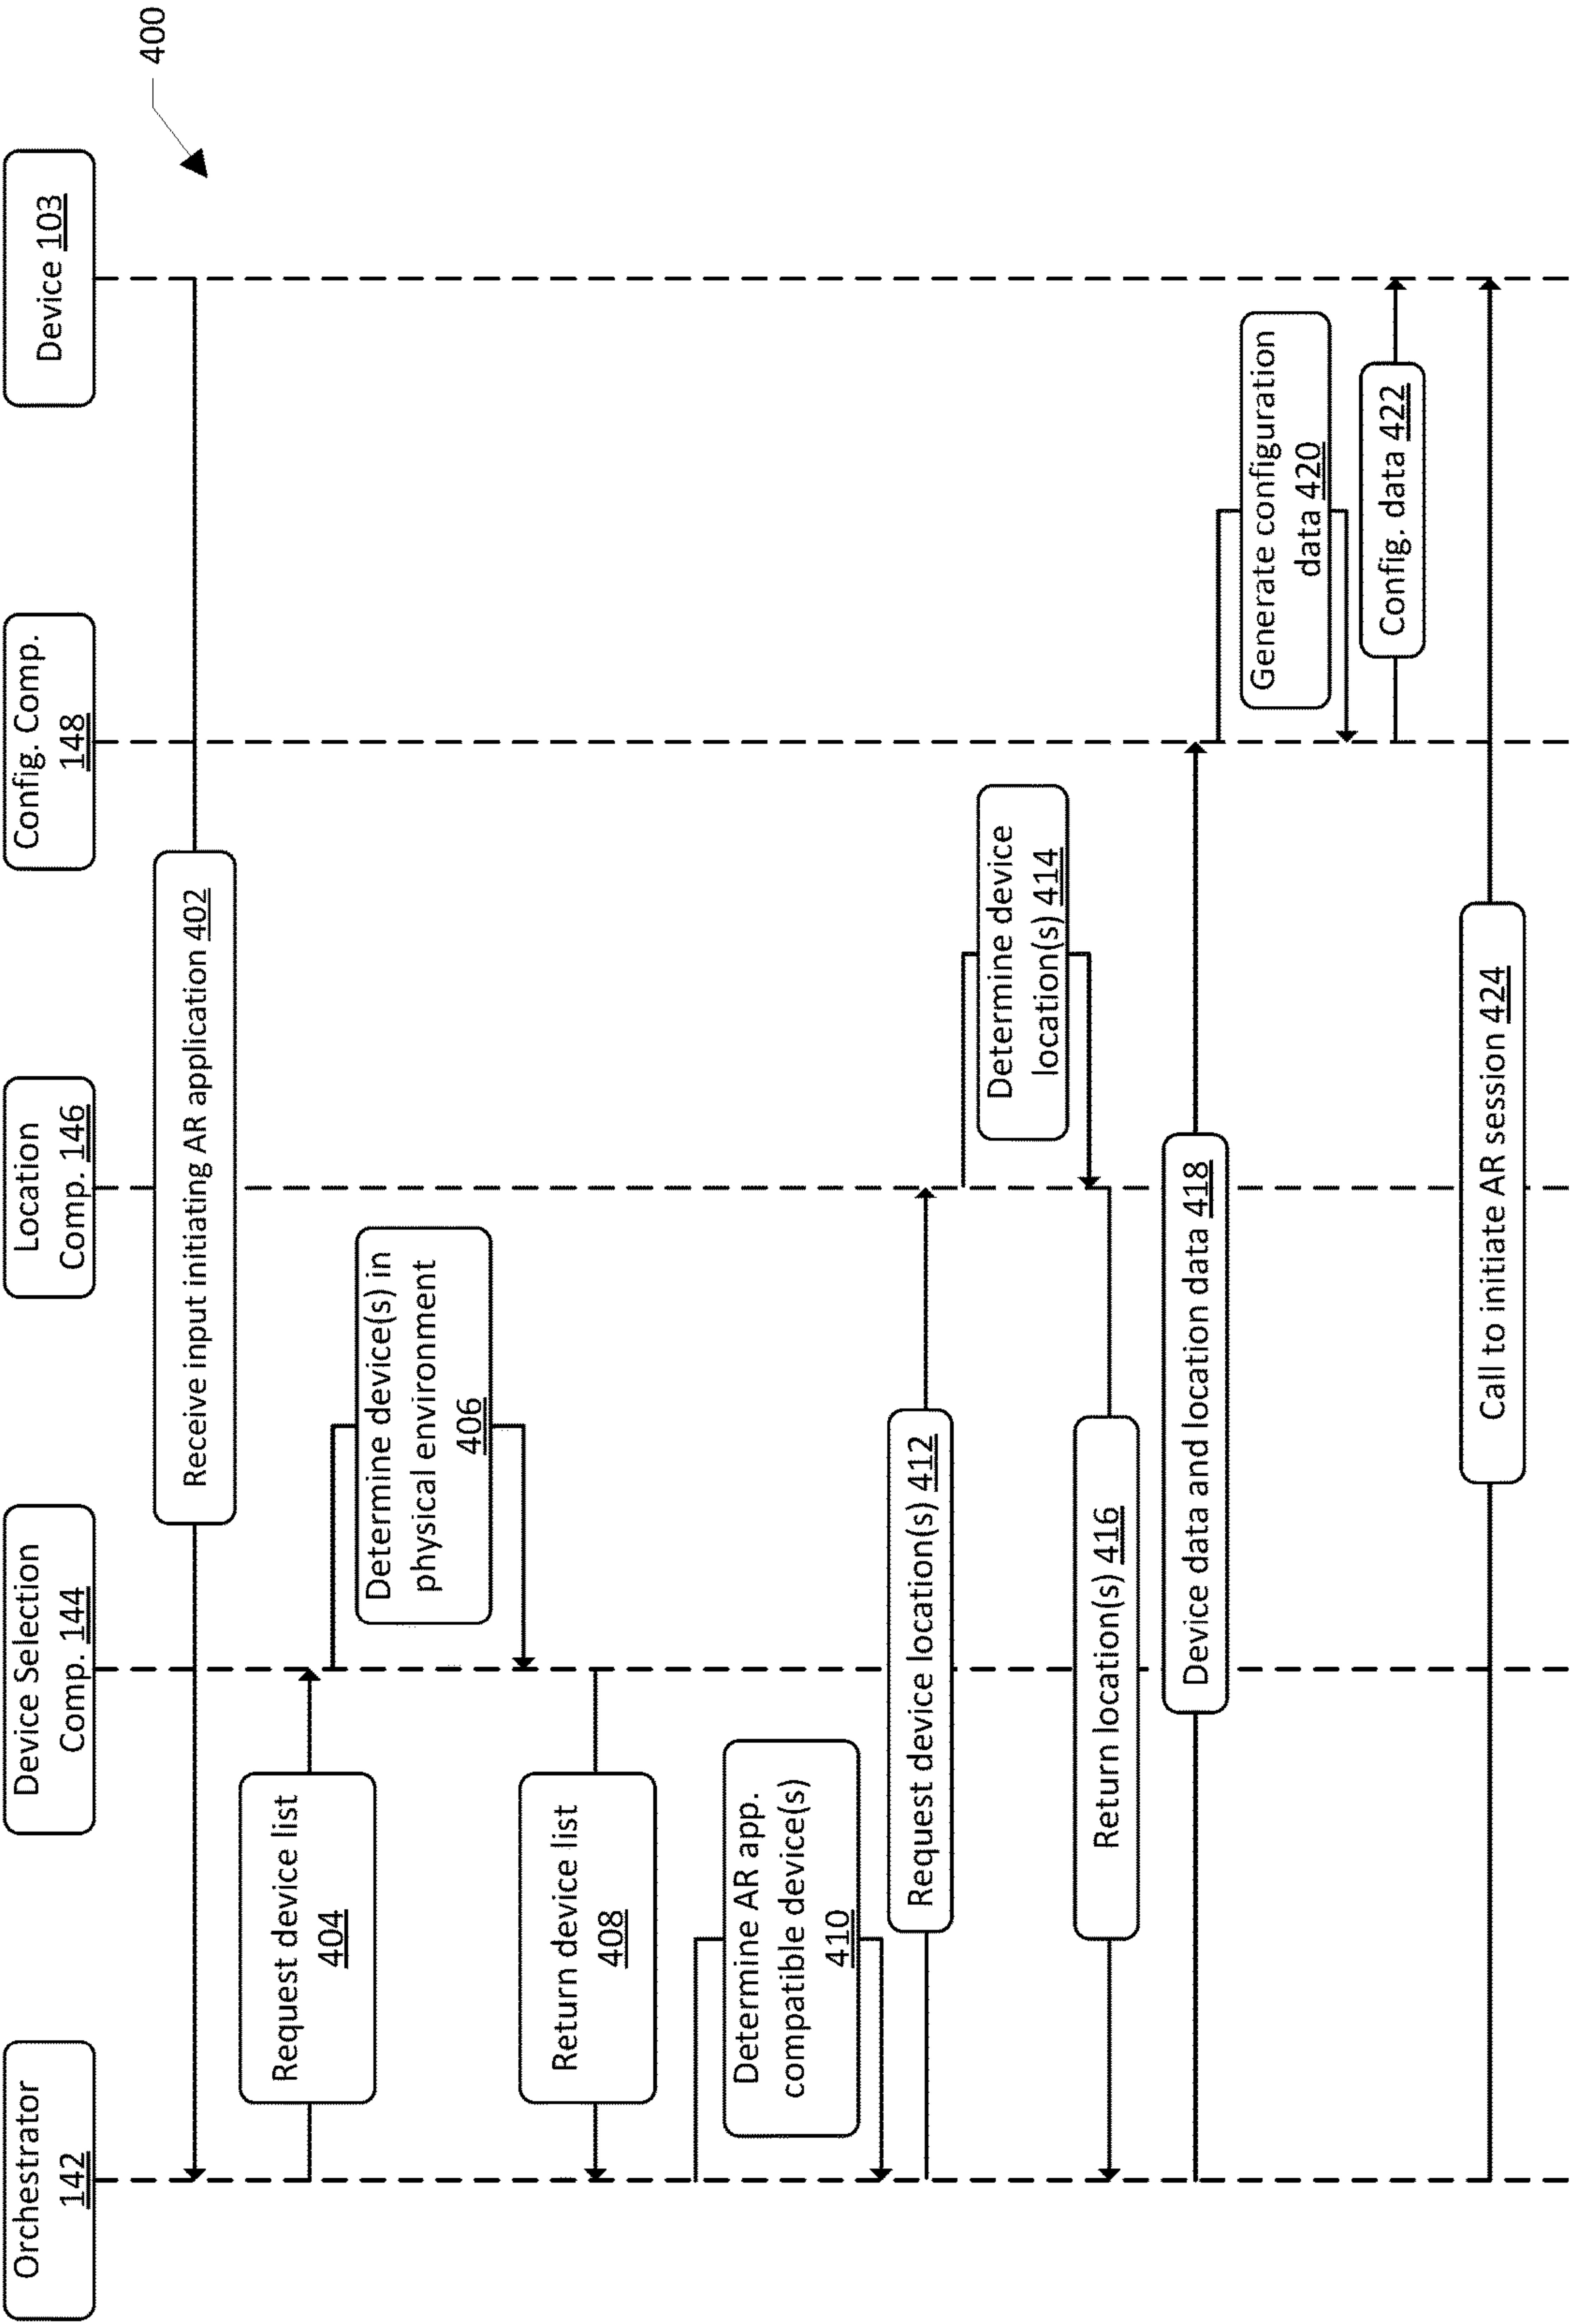 400
Orchestrator
142
Device Selection
Comp. 144
Location
Comp. 146
Config. Comp.
148
Device 103
Receive input initiating AR application 402
Request device list
404
Determine device(s) in
physical environment
406
Return device list
408
Determine AR app.
compatible device(s)
410
Request device location(s) 412
Determine device
location(s) 414
Return location(s) 416
Device data and location data 418
Generate configuration
data 420
Config. data 422
Call to initiate AR session 424